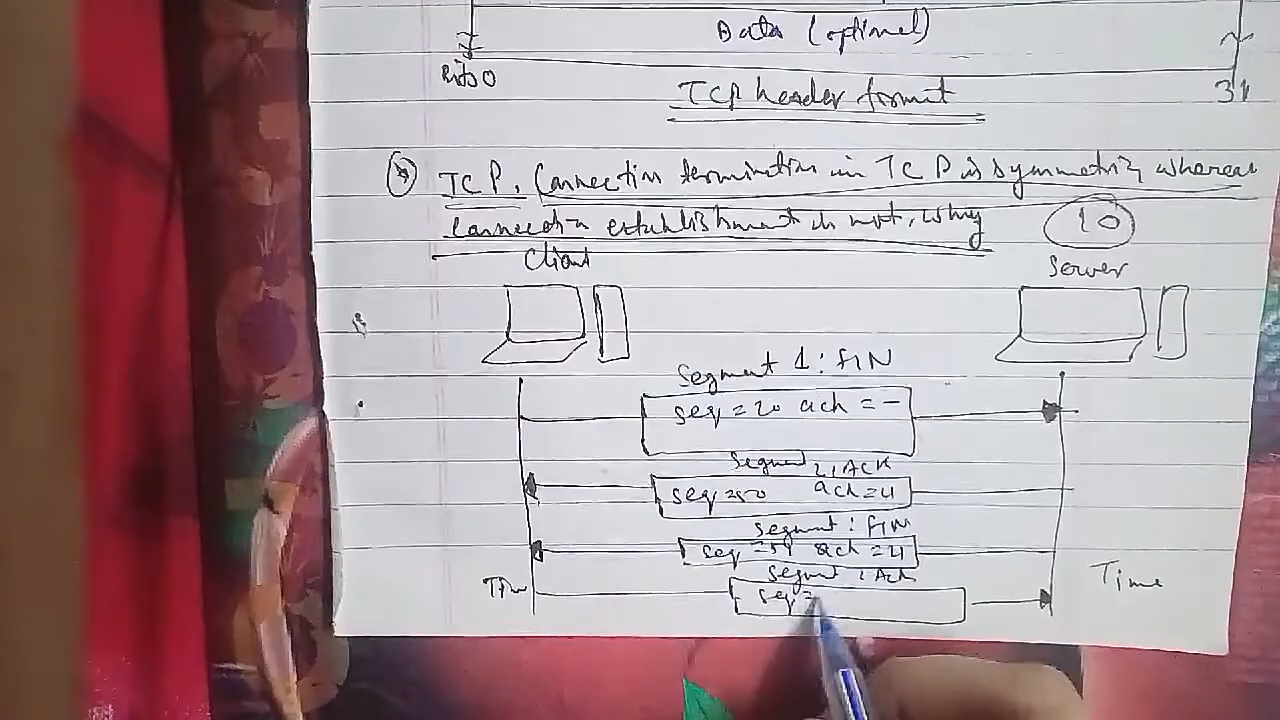 Data (optional)
Bits 0
31
TCP header format
TCP. Connection termination in TCP is symmetric whereas
connection establishment is not, why
10
Client
Server
Segment 1: FIN
seq = 20 ack = -
Segment 2: ACK
seq = 50 ack = 21
Segment : FIN
seq = 51 ack = 21
Segment : Ack
seq =
Time